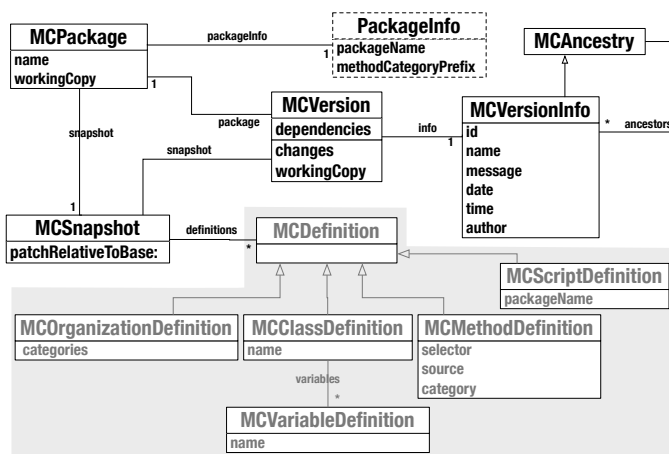 MCPackage
name
workingCopy
packageInfo
1
PackageInfo
packageName
methodCategoryPrefix
MCAncestry
1
package
MCVersion
dependencies
changes
workingCopy
info
1
MCVersionInfo
id
name
message
date
time
author
*
ancestors
snapshot
snapshot
1
MCSnapshot
patchRelativeToBase:
definitions
*
MCDefinition
MCScriptDefinition
packageName
MCOrganizationDefinition
categories
MCClassDefinition
name
MCMethodDefinition
selector
source
category
variables
*
MCVariableDefinition
name